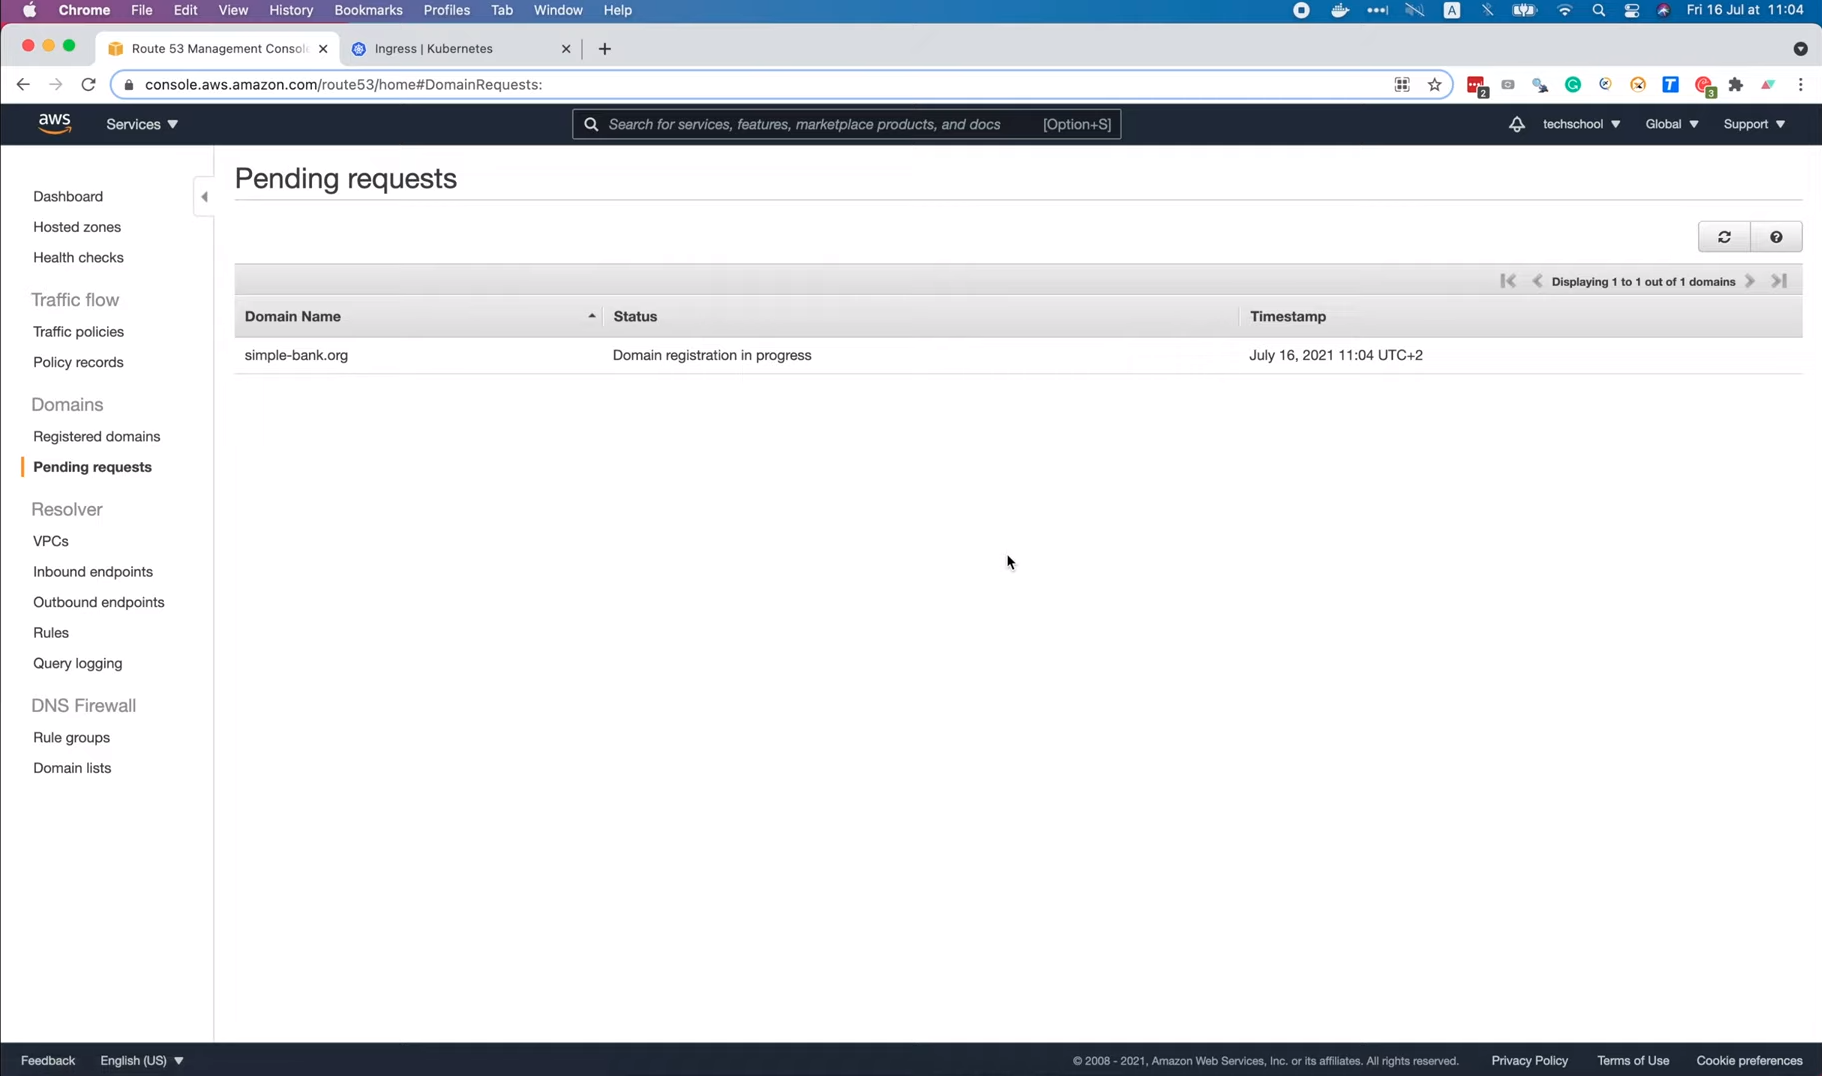 Chrome File Edit View History Bookmarks Profiles Tab Window Help A Fri 16 Jul at 11:04
Route 53 Management Consol Ingress | Kubernetes
console.aws.amazon.com/route53/home#DomainRequests: 2 T 3
aws Services Search for services, features, marketplace products, and docs [Option+S] techschool Global Support
Pending requests
Dashboard
Hosted zones
Health checks
Traffic flow
Traffic policies
Policy records
Domains
Registered domains
Pending requests
Resolver
VPCs
Inbound endpoints
Outbound endpoints
Rules
Query logging
DNS Firewall
Rule groups
Domain lists
Displaying 1 to 1 out of 1 domains
Domain Name Status Timestamp
simple-bank.org Domain registration in progress July 16, 2021 11:04 UTC+2
Feedback English (US) © 2008 - 2021, Amazon Web Services, Inc. or its affiliates. All rights reserved. Privacy Policy Terms of Use Cookie preferences